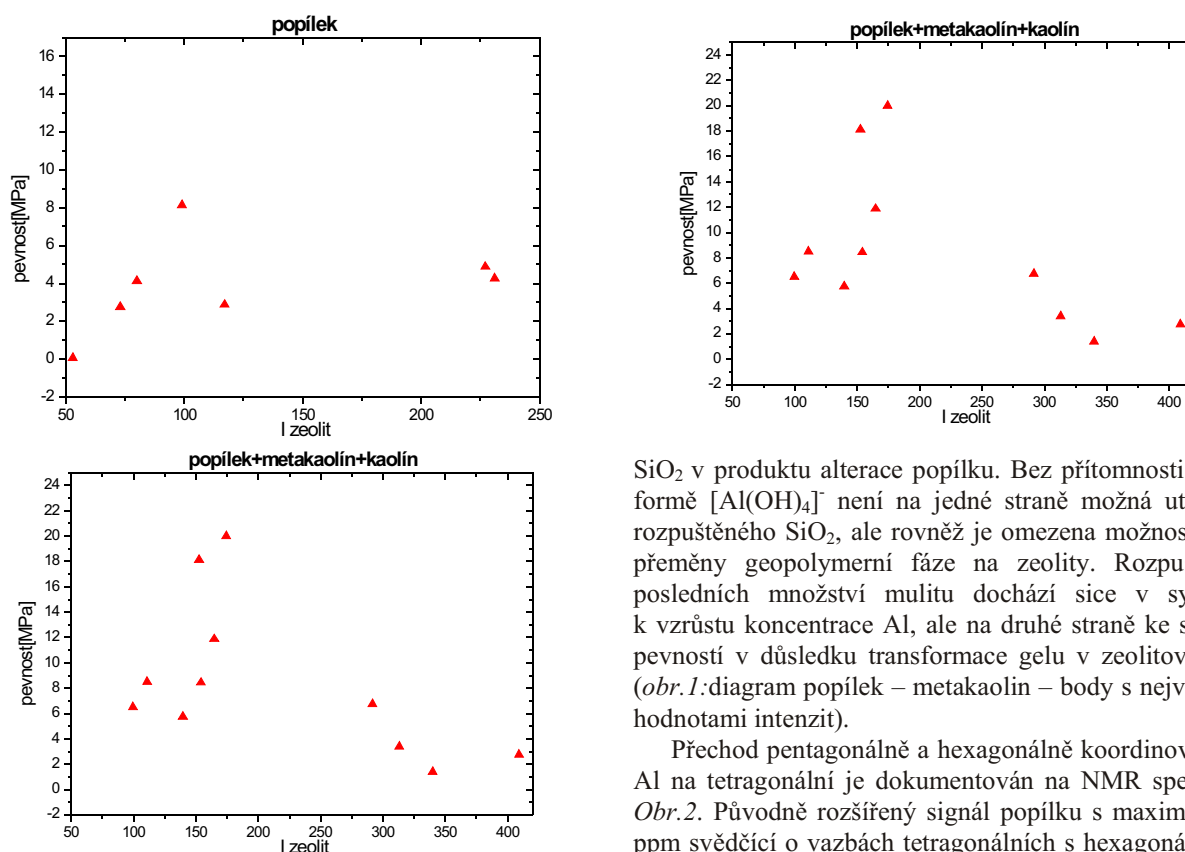 popílek
16
14
12
10
8
6
4
2
0
-2
pevnost[MPa]
50 100 150 200 250
I zeolit
popílek+metakaolín+kaolín
24
22
20
18
16
14
12
10
8
6
4
2
0
-2
pevnost[MPa]
50 100 150 200 250 300 350 400
I zeolit
popílek+metakaolín+kaolín
24
22
20
18
16
14
12
10
8
6
4
2
0
-2
pevnost[MPa]
50 100 150 200 250 300 350 400
I zeolit
SiO₂ v produktu alterace popílku. Bez přítomnosti
formě [Al(OH)₄]⁻ není na jedné straně možná ut
rozpuštěného SiO₂, ale rovněž je omezena možnos
přeměny geopolymerní fáze na zeolity. Rozpu
posledních množství mulitu dochází sice v sy
k vzrůstu koncentrace Al, ale na druhé straně ke s
pevností v důsledku transformace gelu v zeolitov
(obr.1:diagram popílek – metakaolin – body s nejv
hodnotami intenzit).
Přechod pentagonálně a hexagonálně koordinov
Al na tetragonální je dokumentován na NMR spe
Obr.2. Původně rozšířený signál popílku s maxim
ppm svědčící o vazbách tetragonálních s hexagoná